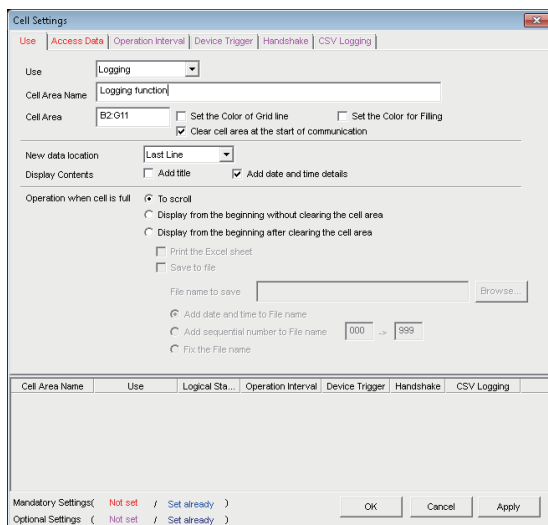 Cell Settings
Use Access Data Operation Interval Device Trigger Handshake CSV Logging
Use Logging
Cell Area Name Logging function
Cell Area B2:G11 Set the Color of Grid line Set the Color for Filling
Clear cell area at the start of communication
New data location Last Line
Display Contents Add title Add date and time details
Operation when cell is full To scroll
Display from the beginning without clearing the cell area
Display from the beginning after clearing the cell area
Print the Excel sheet
Save to file
File name to save Browse...
Add date and time to File name
Add sequential number to File name 000 -> 999
Fix the File name
Cell Area Name Use Logical Sta... Operation Interval Device Trigger Handshake CSV Logging
Mandatory Settings( Not set / Set already )
Optional Settings ( Not set / Set already )
OK Cancel Apply